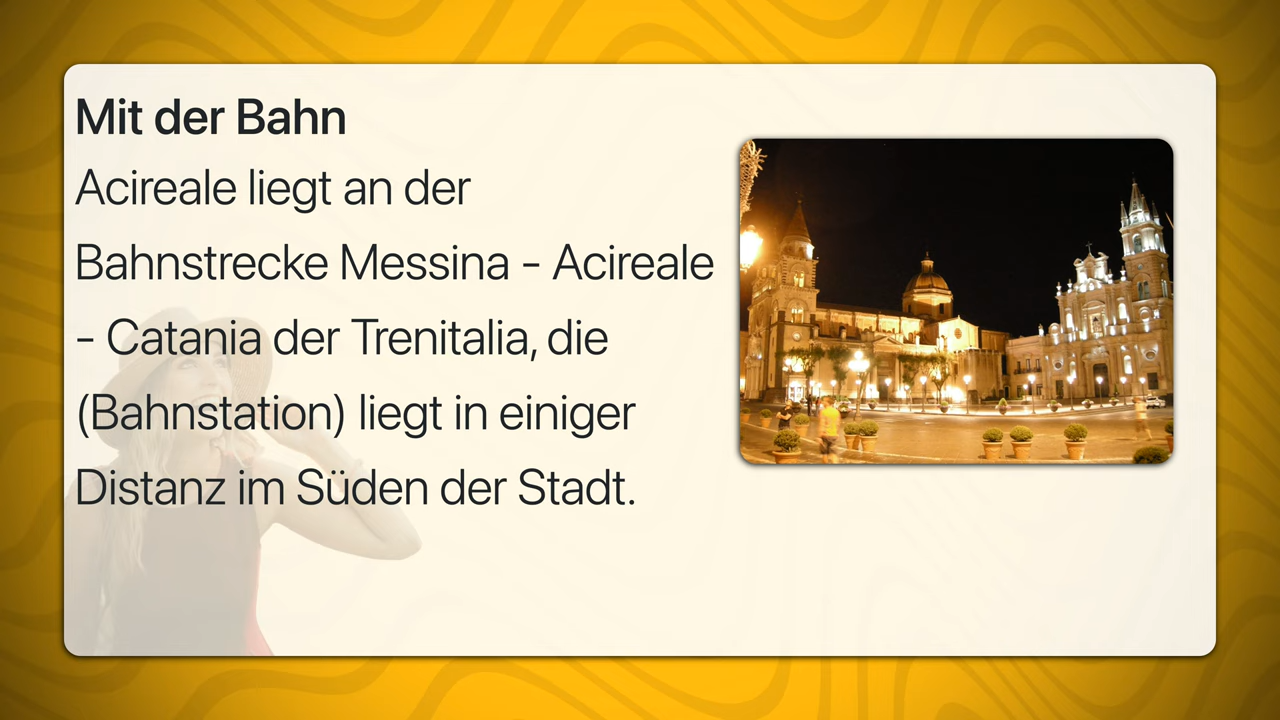 Mit der Bahn
Acireale liegt an der
Bahnstrecke Messina - Acireale
- Catania der Trenitalia, die
(Bahnstation) liegt in einiger
Distanz im Süden der Stadt.